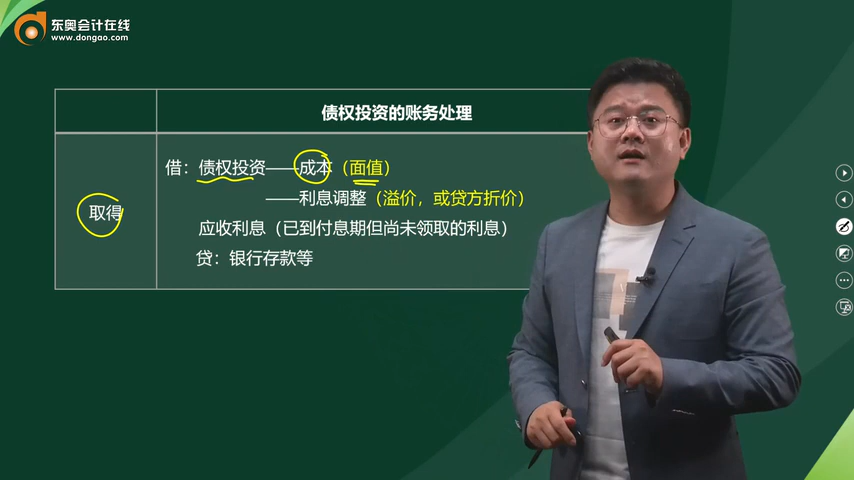 东奥会计在线
www.dongao.com
债权投资的账务处理
取得
借：债权投资——成本（面值）
——利息调整（溢价，或贷方折价）
应收利息（已到付息期但尚未领取的利息）
贷：银行存款等